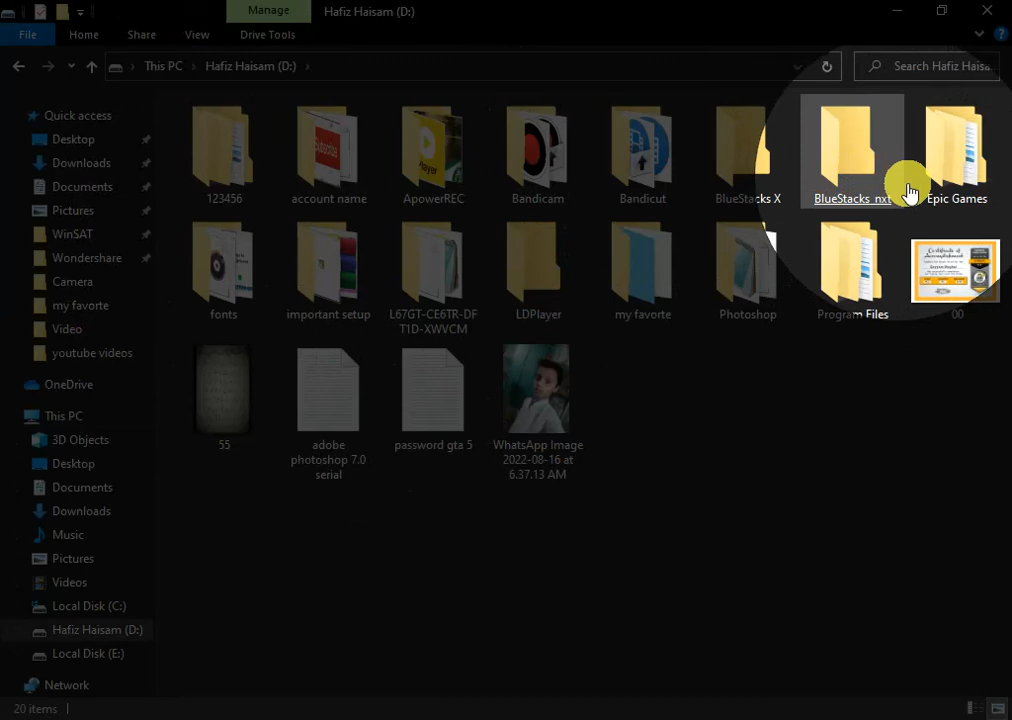 Manage
Hafiz Haisam (D:)
File
Home
Share
View
Drive Tools
This PC
Hafiz Haisam (D:)
Search Hafiz Haisa...
Quick access
Desktop
Downloads
Documents
Pictures
WinSAT
Wondershare
Camera
my favorte
Video
youtube videos
OneDrive
This PC
3D Objects
Desktop
Documents
Downloads
Music
Pictures
Videos
Local Disk (C:)
Hafiz Haisam (D:)
Local Disk (E:)
Network
123456
Subscribe
account name
ApowerREC
Bandicam
Bandicut
BlueStacks X
BlueStacks_nxt
Epic Games
fonts
important setup
L67GT-CE6TR-DF
T1D-XWVCM
LDPlayer
my favorte
Photoshop
Program Files
Certificate of
Accomplishment
00
55
adobe
photoshop 7.0
serial
password gta 5
WhatsApp Image
2022-08-16 at
6.37.13 AM
20 items